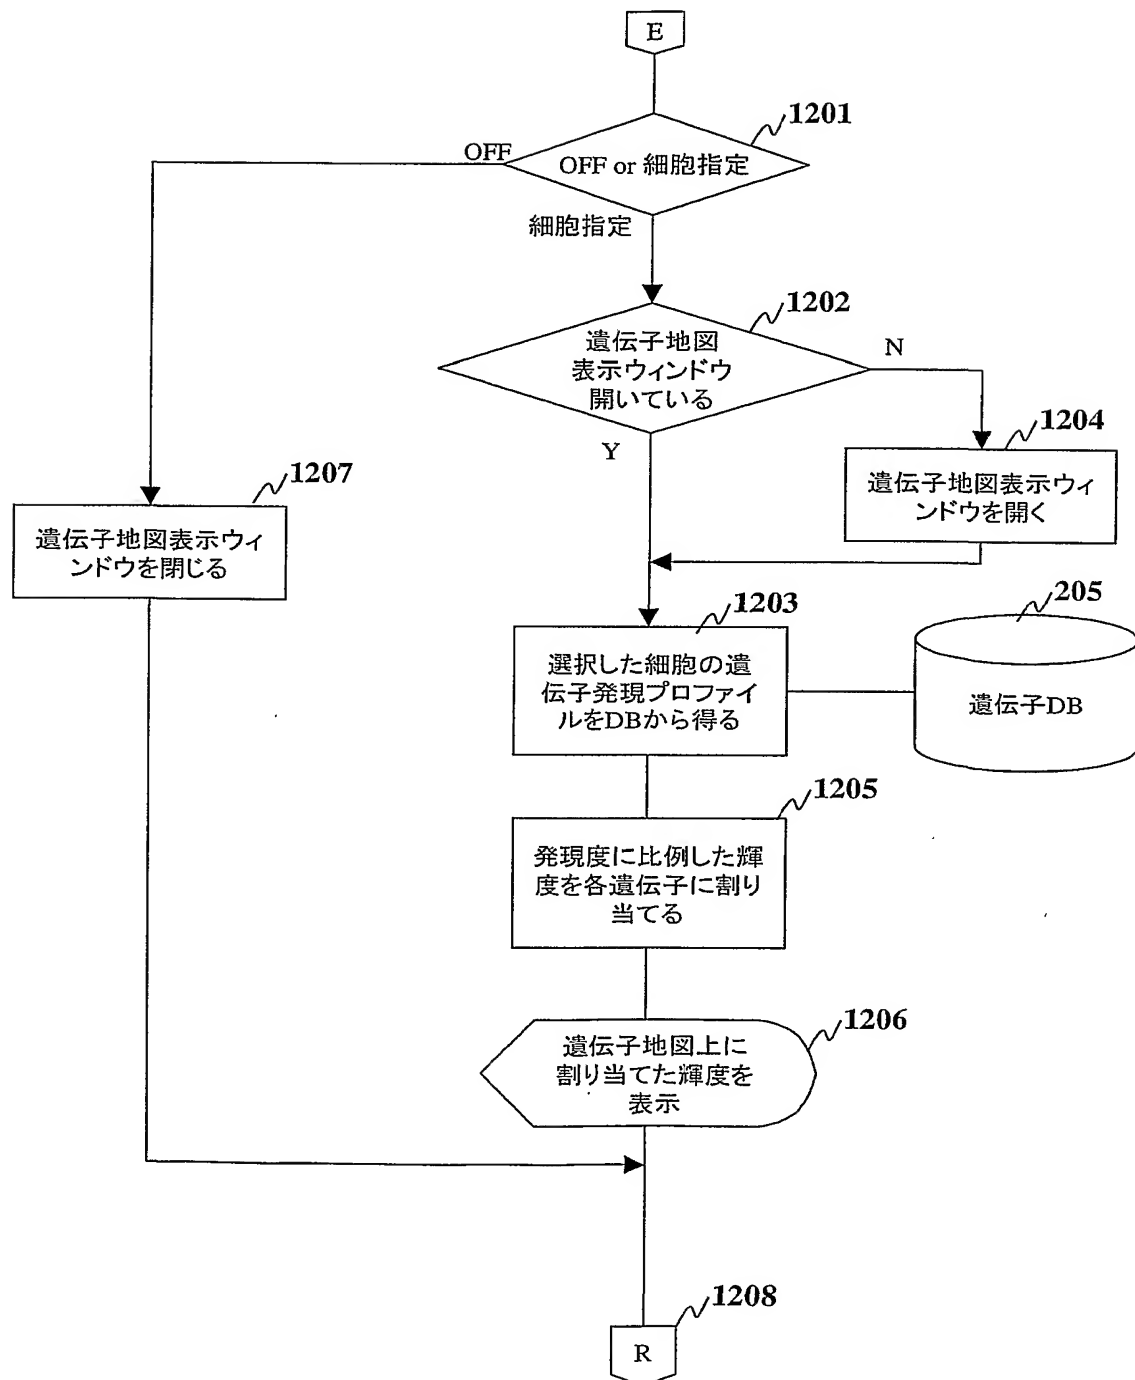 E
1201
OFF
OFF or 細胞指定
細胞指定
1202
遺伝子地図
表示ウィンドウ
開いている
N
Y
1204
遺伝子地図表示ウィ
ンドウを開く
1207
遺伝子地図表示ウィ
ンドウを閉じる
1203
選択した細胞の遺
伝子発現プロファイ
ルをDBから得る
205
遺伝子DB
1205
発現度に比例した輝
度を各遺伝子に割り
当てる
1206
遺伝子地図上に
割り当てた輝度を
表示
1208
R